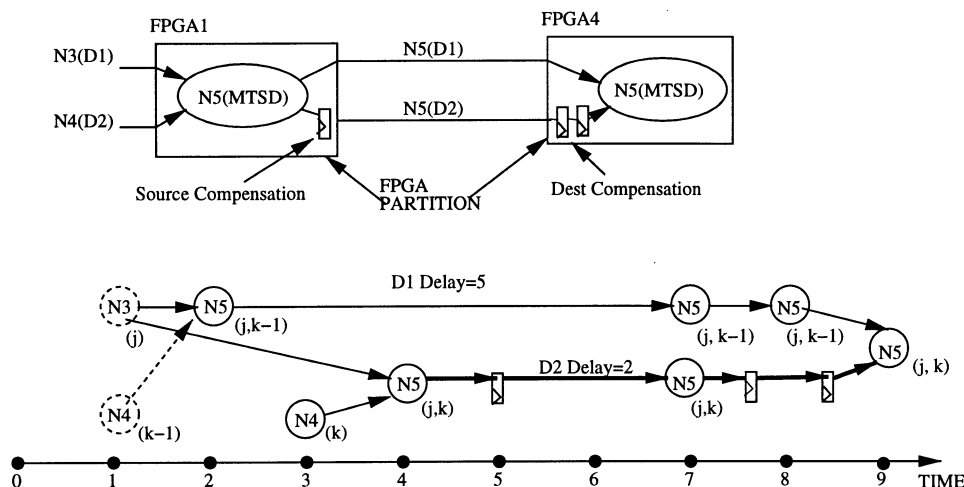 FPGA1
FPGA4
N3(D1)
N5(D1)
N5(MTSD)
N5(MTSD)
N4(D2)
N5(D2)
Source Compensation
FPGA
PARTITION
Dest Compensation
D1 Delay=5
N3
N5
N5
N5
(j)
(j,k−1)
(j, k−1)
(j, k−1)
N5
(j, k)
D2 Delay=2
N5
N5
(j,k)
(j,k)
N4
N4
(k−1)
(k)
0 1 2 3 4 5 6 7 8 9 TIME